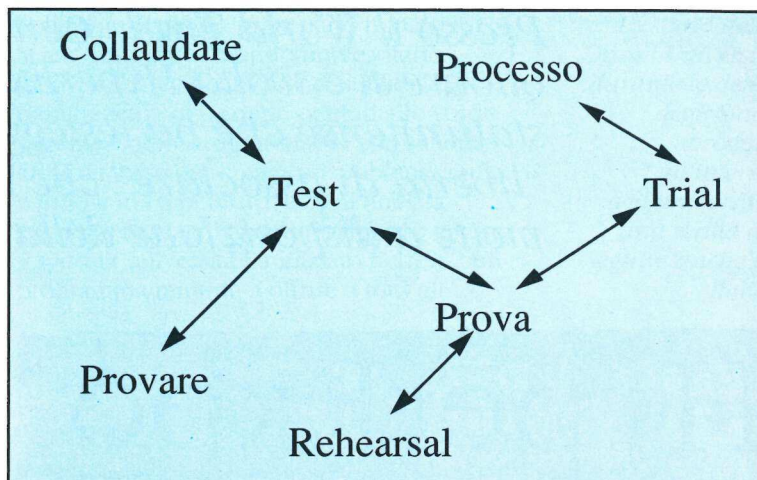 Collaudare
Processo
Test
Trial
Prova
Provare
Rehearsal